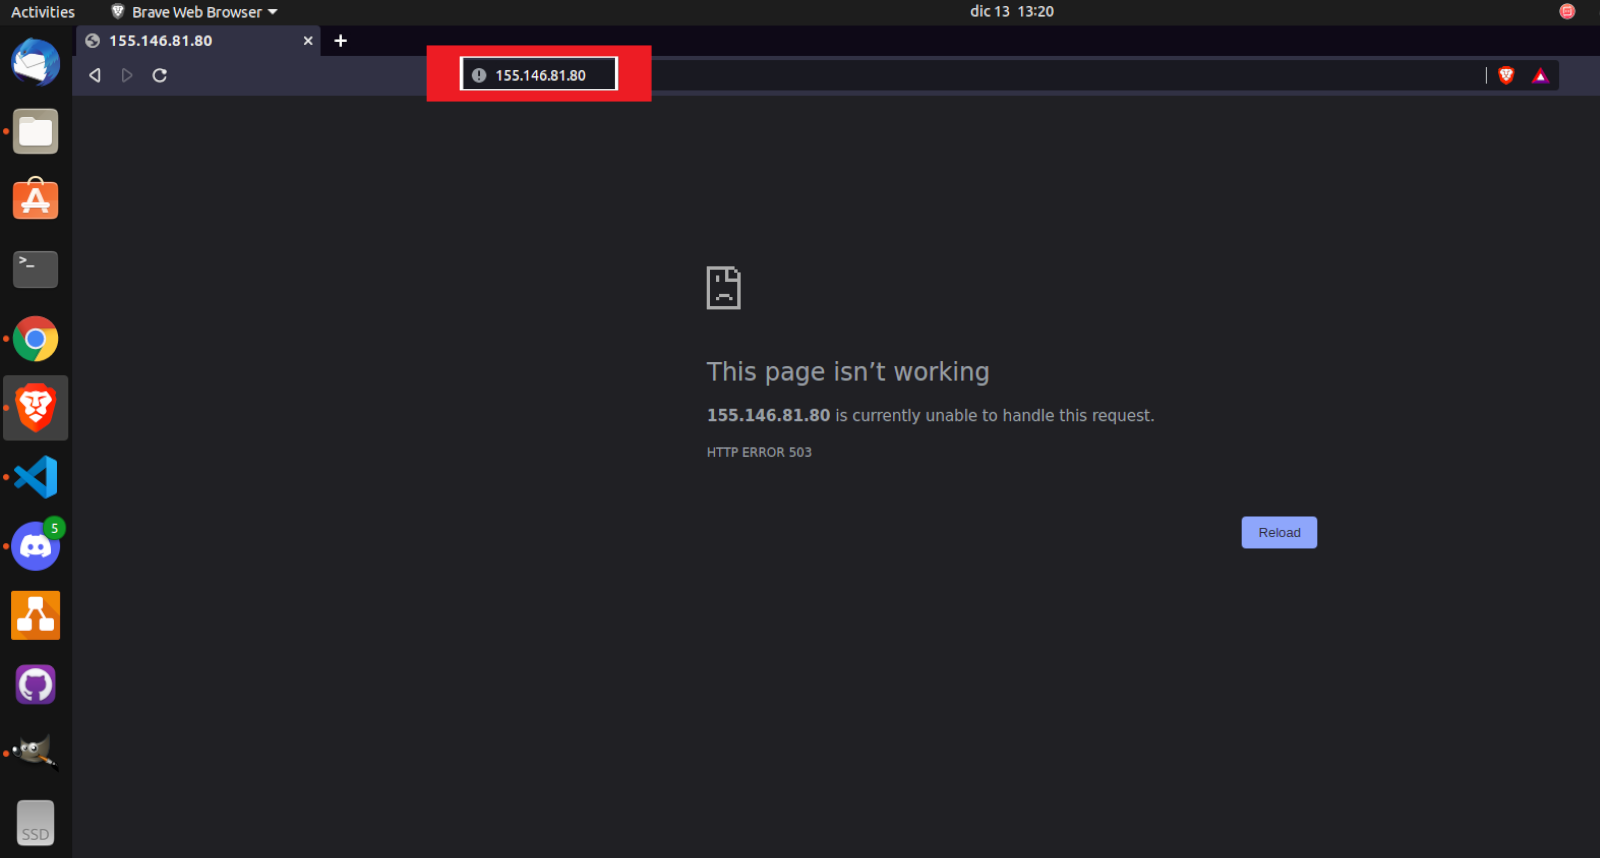 Activities
Brave Web Browser
dic 13 13:20
155.146.81.80
155.146.81.80
This page isn’t working
155.146.81.80 is currently unable to handle this request.
HTTP ERROR 503
Reload
5
SSD